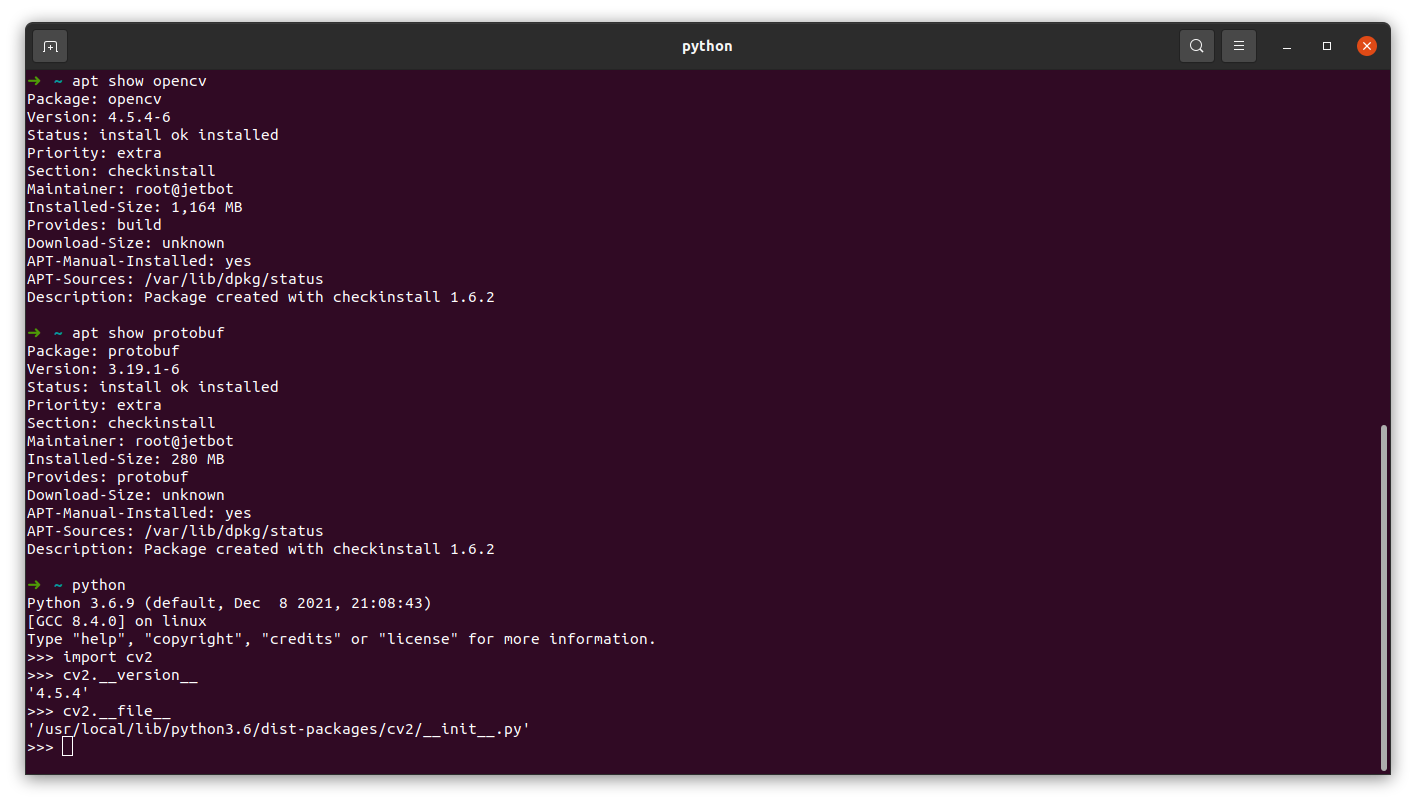 python
➜ ~ apt show opencv
Package: opencv
Version: 4.5.4-6
Status: install ok installed
Priority: extra
Section: checkinstall
Maintainer: root@jetbot
Installed-Size: 1,164 MB
Provides: build
Download-Size: unknown
APT-Manual-Installed: yes
APT-Sources: /var/lib/dpkg/status
Description: Package created with checkinstall 1.6.2
➜ ~ apt show protobuf
Package: protobuf
Version: 3.19.1-6
Status: install ok installed
Priority: extra
Section: checkinstall
Maintainer: root@jetbot
Installed-Size: 280 MB
Provides: protobuf
Download-Size: unknown
APT-Manual-Installed: yes
APT-Sources: /var/lib/dpkg/status
Description: Package created with checkinstall 1.6.2
➜ ~ python
Python 3.6.9 (default, Dec  8 2021, 21:08:43)
[GCC 8.4.0] on linux
Type "help", "copyright", "credits" or "license" for more information.
>>> import cv2
>>> cv2.__version__
'4.5.4'
>>> cv2.__file__
'/usr/local/lib/python3.6/dist-packages/cv2/__init__.py'
>>>